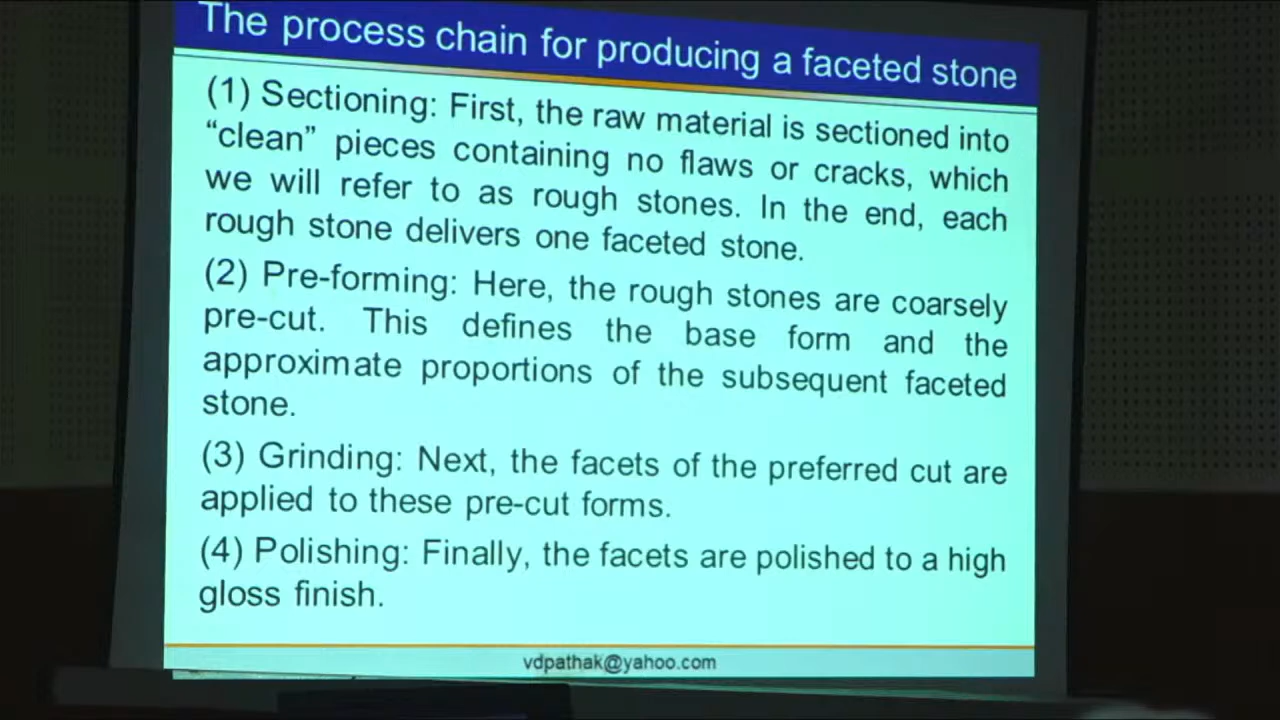 The process chain for producing a faceted stone
(1) Sectioning: First, the raw material is sectioned into
“clean” pieces containing no flaws or cracks, which
we will refer to as rough stones. In the end, each
rough stone delivers one faceted stone.
(2) Pre-forming: Here, the rough stones are coarsely
pre-cut. This defines the base form and the
approximate proportions of the subsequent faceted
stone.
(3) Grinding: Next, the facets of the preferred cut are
applied to these pre-cut forms.
(4) Polishing: Finally, the facets are polished to a high
gloss finish.
vdpathak@yahoo.com